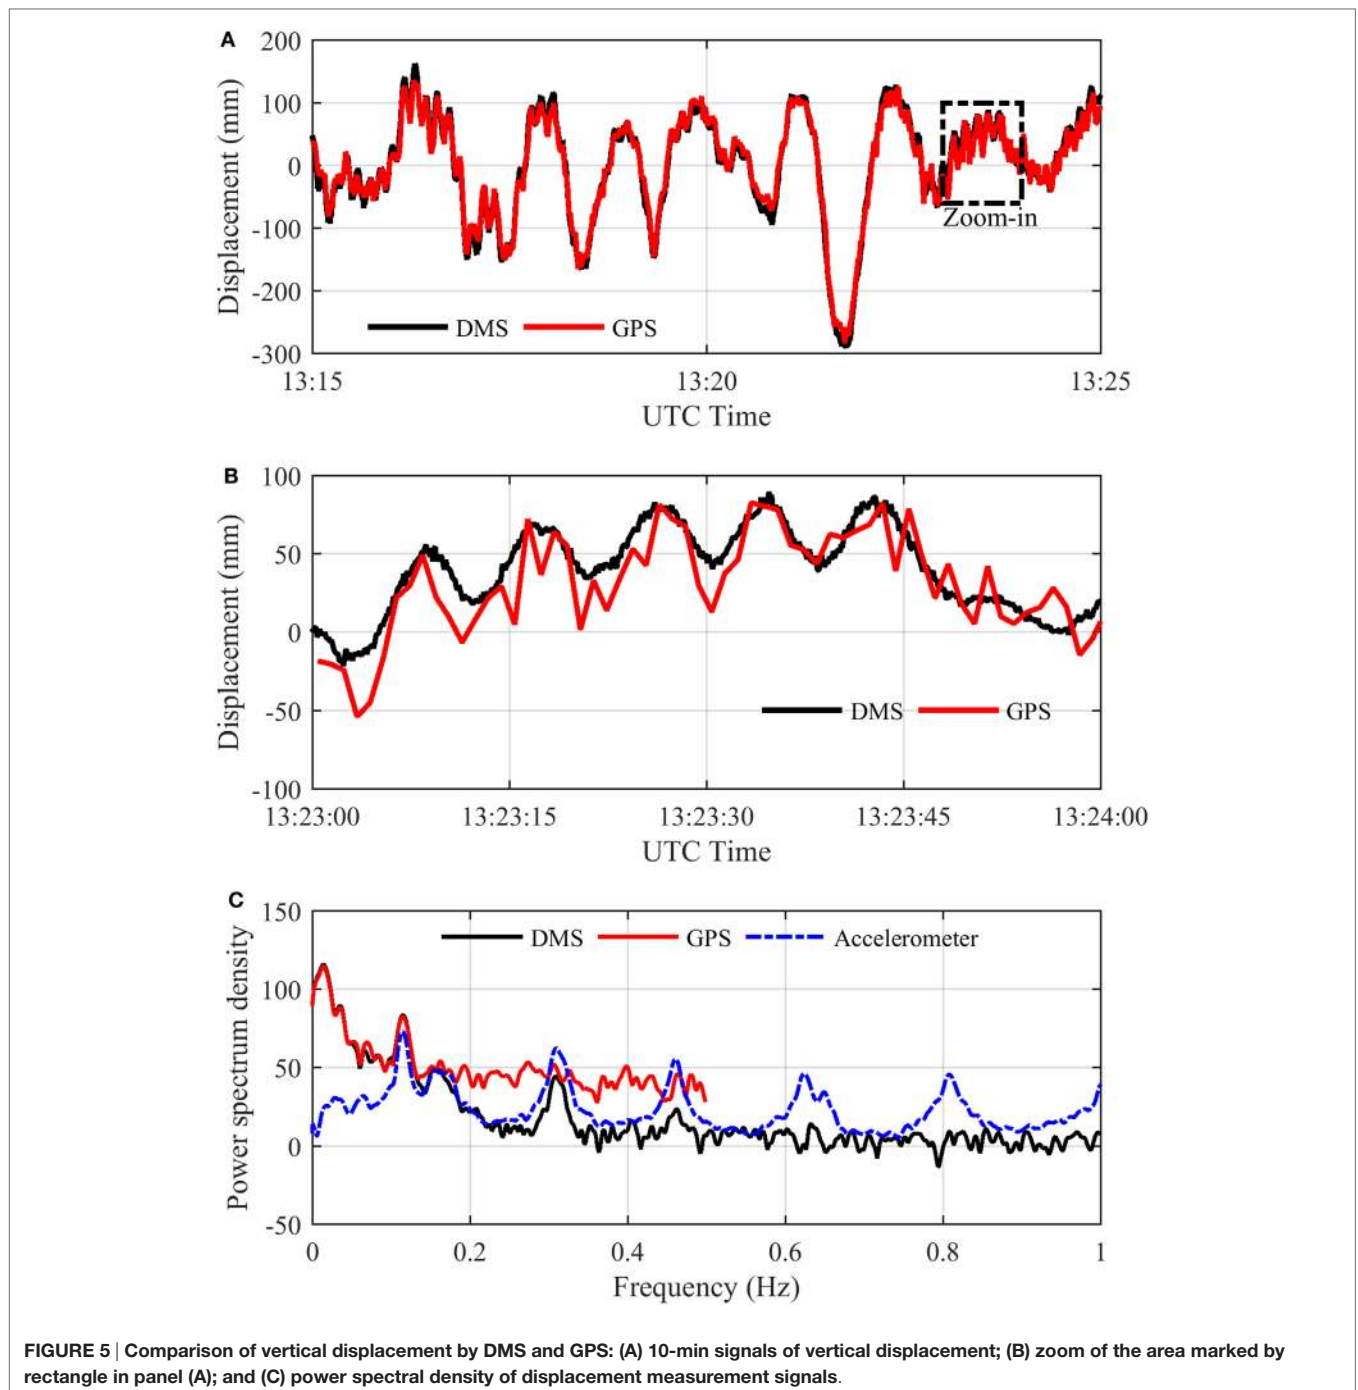 A
Displacement (mm)
200
100
0
-100
-200
-300
Zoom-in
DMS GPS
13:15 13:20 13:25
UTC Time
B
Displacement (mm)
100
50
0
-50
-100
DMS GPS
13:23:00 13:23:15 13:23:30 13:23:45 13:24:00
UTC Time
C
Power spectrum density
150
100
50
0
-50
DMS GPS Accelerometer
0 0.2 0.4 0.6 0.8 1
Frequency (Hz)
FIGURE 5 | Comparison of vertical displacement by DMS and GPS: (A) 10-min signals of vertical displacement; (B) zoom of the area marked by
rectangle in panel (A); and (C) power spectral density of displacement measurement signals.